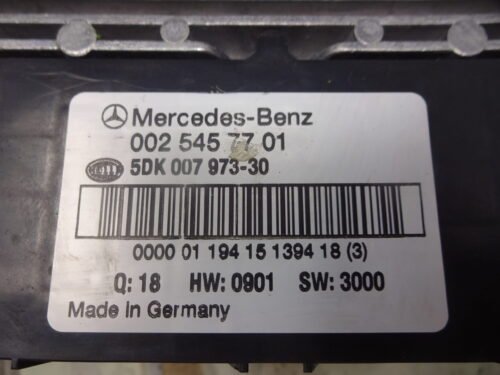 Mercedes-Benz
002 545 77 01
5DK 007 973-30
0000 01 194 15 1394 18 (3)
Q: 18 HW: 0901 SW: 3000
Made in Germany